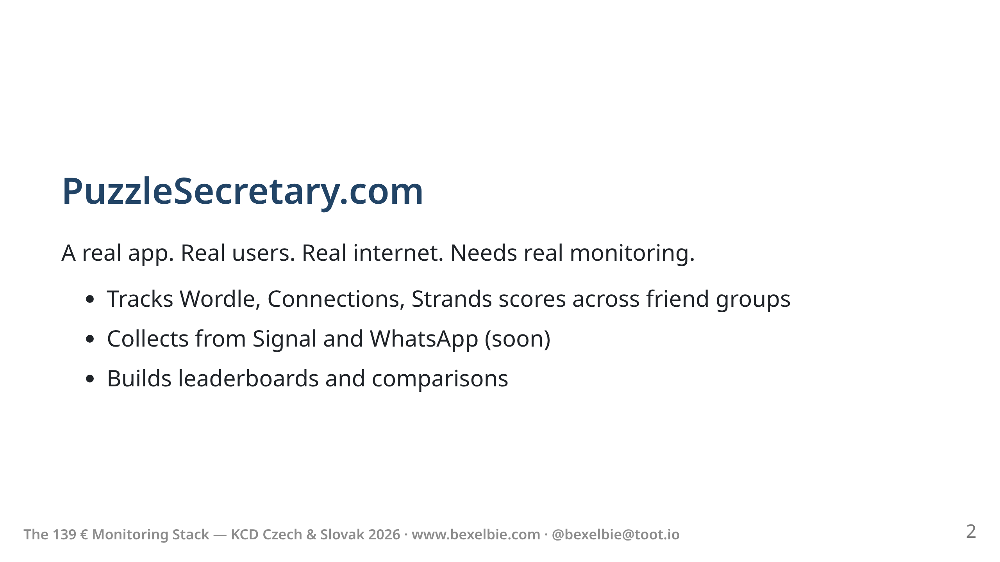 PuzzleSecretary.com
A real app. Real users. Real internet. Needs real monitoring.
• Tracks Wordle, Connections, Strands scores across friend groups
• Collects from Signal and WhatsApp (soon)
• Builds leaderboards and comparisons
The 139 € Monitoring Stack — KCD Czech & Slovak 2026 · www.bexelbie.com · @bexelbie@toot.io
2